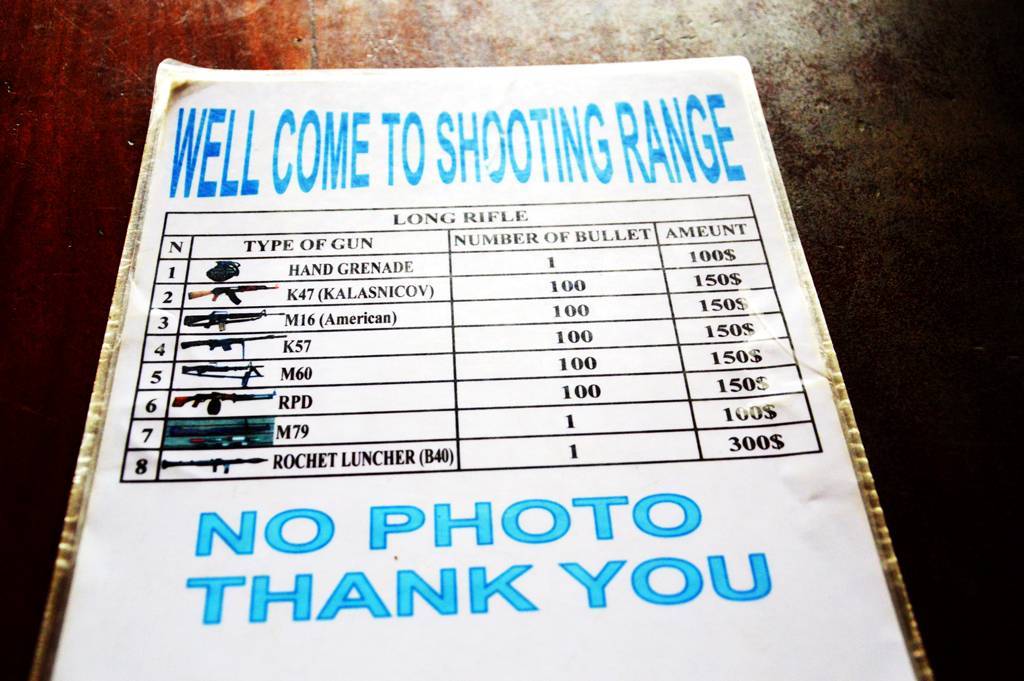 WELL COME TO SHOOTING RANGE
LONG RIFLE
N TYPE OF GUN NUMBER OF BULLET AMEUNT
1 HAND GRENADE 1 100$
2 K47 (KALASNICOV) 100 150$
3 M16 (American) 100 150$
4 K57 100 150$
5 M60 100 150$
6 RPD 100 150$
7 M79 1 100$
8 ROCHET LUNCHER (B40) 1 300$
NO PHOTO
THANK YOU